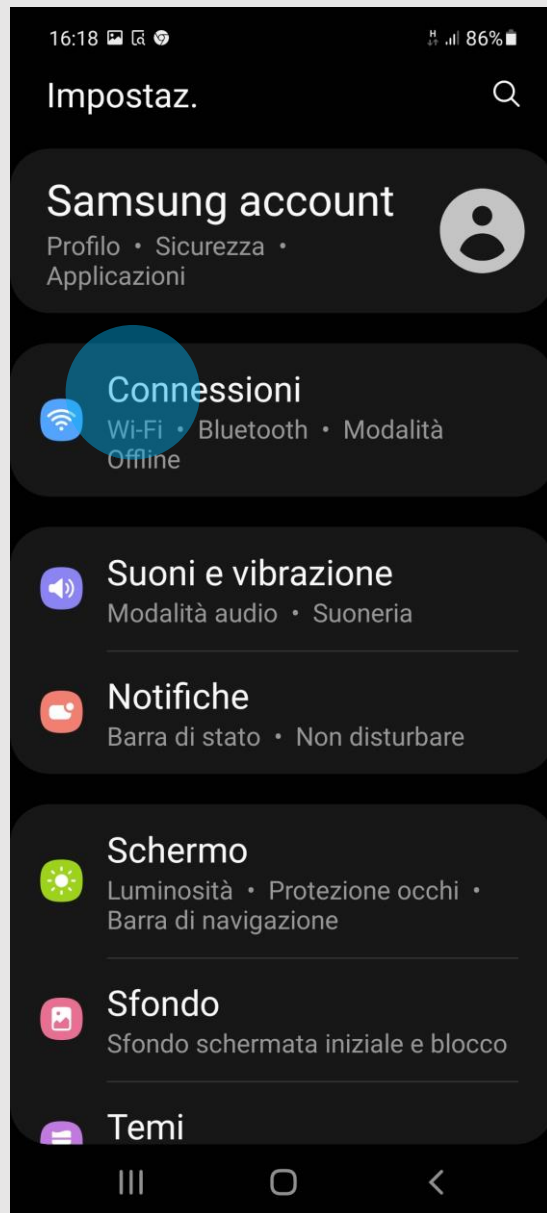 16:18 H 86%
Impostaz.
Samsung account
Profilo • Sicurezza •
Applicazioni
Connessioni
Wi-Fi • Bluetooth • Modalità
Offline
Suoni e vibrazione
Modalità audio • Suoneria
Notifiche
Barra di stato • Non disturbare
Schermo
Luminosità • Protezione occhi •
Barra di navigazione
Sfondo
Sfondo schermata iniziale e blocco
Temi